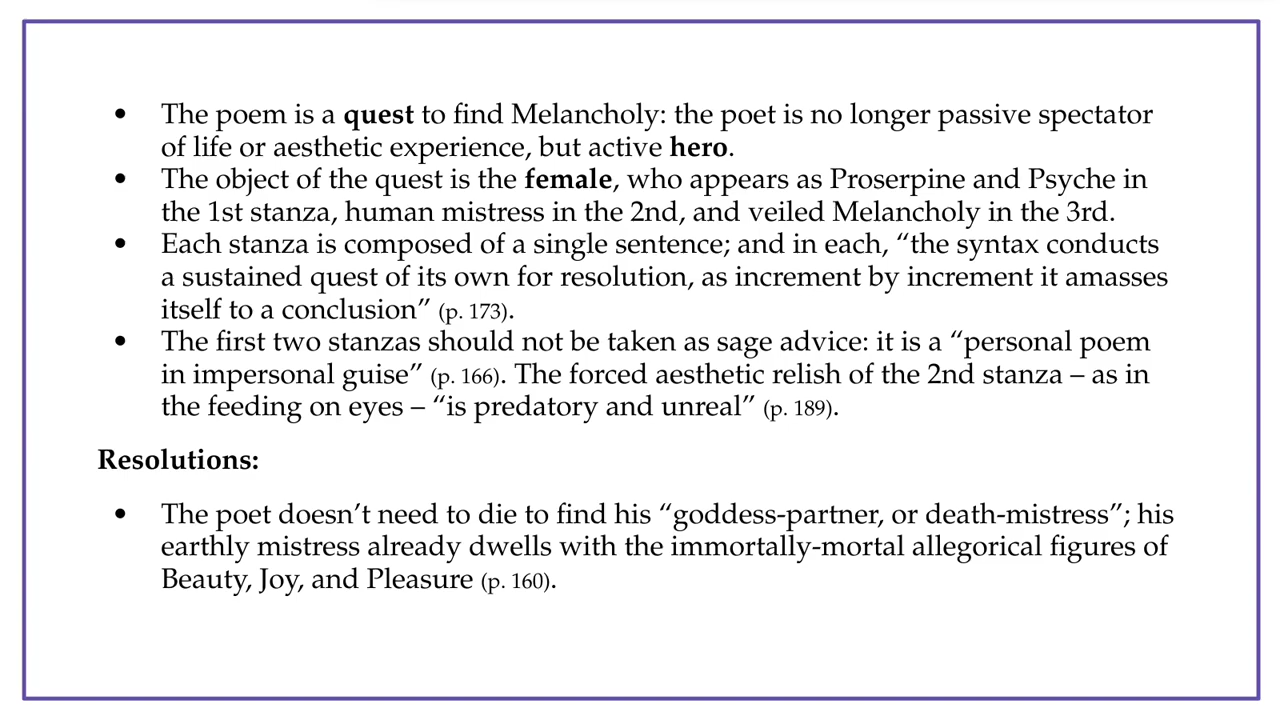 • The poem is a quest to find Melancholy: the poet is no longer passive spectator
of life or aesthetic experience, but active hero.
• The object of the quest is the female, who appears as Proserpine and Psyche in
the 1st stanza, human mistress in the 2nd, and veiled Melancholy in the 3rd.
• Each stanza is composed of a single sentence; and in each, “the syntax conducts
a sustained quest of its own for resolution, as increment by increment it amasses
itself to a conclusion” (p. 173).
• The first two stanzas should not be taken as sage advice: it is a “personal poem
in impersonal guise” (p. 166). The forced aesthetic relish of the 2nd stanza – as in
the feeding on eyes – “is predatory and unreal” (p. 189).
Resolutions:
• The poet doesn’t need to die to find his “goddess-partner, or death-mistress”; his
earthly mistress already dwells with the immortally-mortal allegorical figures of
Beauty, Joy, and Pleasure (p. 160).